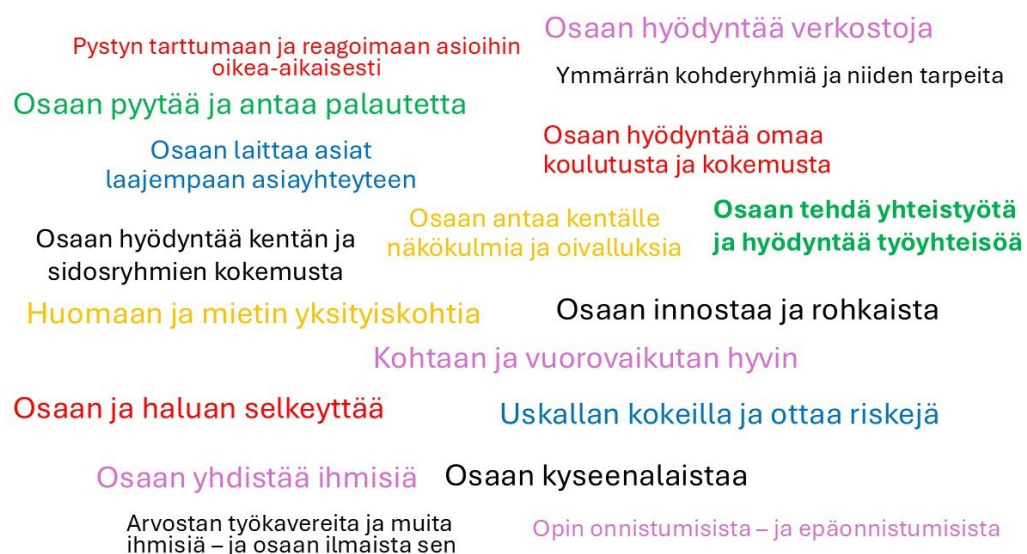 Osaan hyödyntää verkostoja
Pystyn tarttumaan ja reagoimaan asioihin
oikea-aikaisesti
Ymmärrän kohderyhmiä ja niiden tarpeita
Osaan pyytää ja antaa palautetta
Osaan laittaa asiat
laajempaan asiayhteyteen
Osaan hyödyntää omaa
koulutusta ja kokemusta
Osaan antaa kentälle
näkökulmia ja oivalluksia
Osaan tehdä yhteistyötä
ja hyödyntää työyhteisöä
Osaan hyödyntää kentän ja
sidosryhmien kokemusta
Huomaan ja mietin yksityiskohtia
Osaan innostaa ja rohkaista
Kohtaan ja vuorovaikutan hyvin
Osaan ja haluan selkeyttää
Uskallan kokeilla ja ottaa riskejä
Osaan yhdistää ihmisiä
Osaan kyseenalaistaa
Arvostan työkavereita ja muita
ihmisiä – ja osaan ilmaista sen
Opin onnistumisista – ja epäonnistumisista